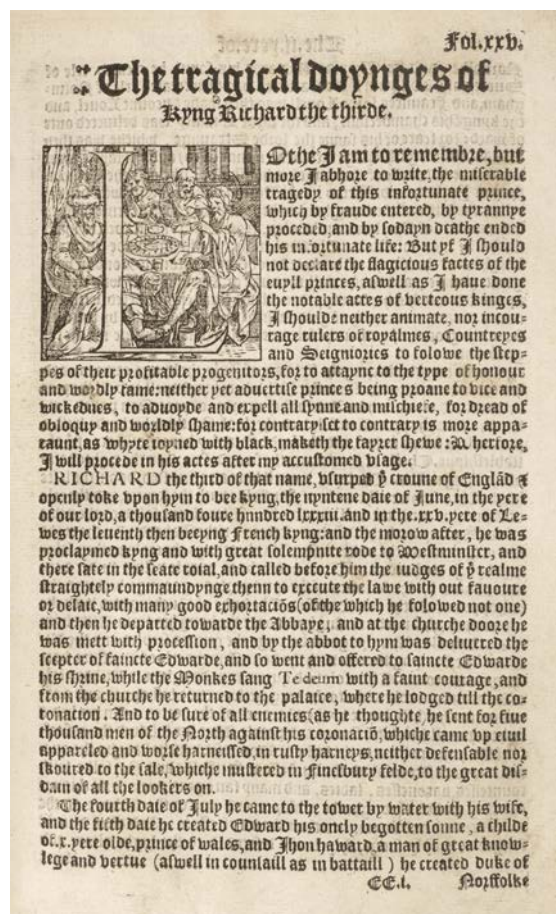 Fol.xxv.
The tragical doynges of
Kyng Richard the thirde.
LOthe I am to remembre, but
more I abhore to write, the miserable
tragedy of this infortunate prince,
which by fraude entered, by tyrannye
proceded, and by sodayn deathe ended
his infortunate life: But yf I should
not declare the flagicious factes of the
euyll princes, aswell as I haue done
the notable actes of verteous kinges,
I shoulde neither animate, nor incou-
rage rulers of royalmes, Countreyes
and Seigniories to folowe the step-
pes of their profitable progenitors, for to attayne to the type of honour
and wordly fame: neither yet aduertise princes being proane to vice and
wickednes, to aduoyde and expell all synne and mischiefe, for dread of
obloquy and worldly shame: for contrary set to contrary is more appa-
raunt, as whyte ioyned with black, maketh the fayrer shewe: Wherfore,
I will procede in his actes after my accustomed vsage.
RICHARD the third of that name, vsurped yͤ croune of Englād &
openly toke vpon hym to bee kyng, the nyntene daie of June, in the yere
of our lord, a thousand foure hundred lxxxiii. and in the .xxv. yere of Le-
wes the leuenth then beeyng French kyng: and the morow after, he was
proclaymed kyng and with great solempnite rode to Westminster, and
there sate in the seate roial, and called before him the iudges of yͤ realme
straightely commaundynge thenn to execute the lawe with out fauoure
or delaie, with many good exhortaciōs (of the which he folowed not one)
and then he departed towarde the Abbaye, and at the churche doore he
was mett with procession, and by the abbot to hym was deliuered the
scepter of saincte Edwarde, and so went and offered to saincte Edwarde
his shrine, while the Monkes sang Te deum with a faint courage, and
from the churche he returned to the palaice, where he lodged till the co-
ronation. And to be sure of all enemies (as he thoughte) he sent for fiue
thousand men of the North against his coronaciō, whiche came vp euil
appareled and worse harneissed, in rusty harneys, neither defensable nor
skoured to the sale, whiche mustered in Finesbury felde, to the great dis-
dain of all the lookers on.
The fourth daie of July he came to the tower by water with his wife,
and the fifth daie he created Edward his onely begotten sonne, a childe
of .x. yere olde, prince of wales, and Jhon haward, a man of great know-
lege and vertue (aswell in counsaill as in battaill) he created duke of
EE.i. Norffolke